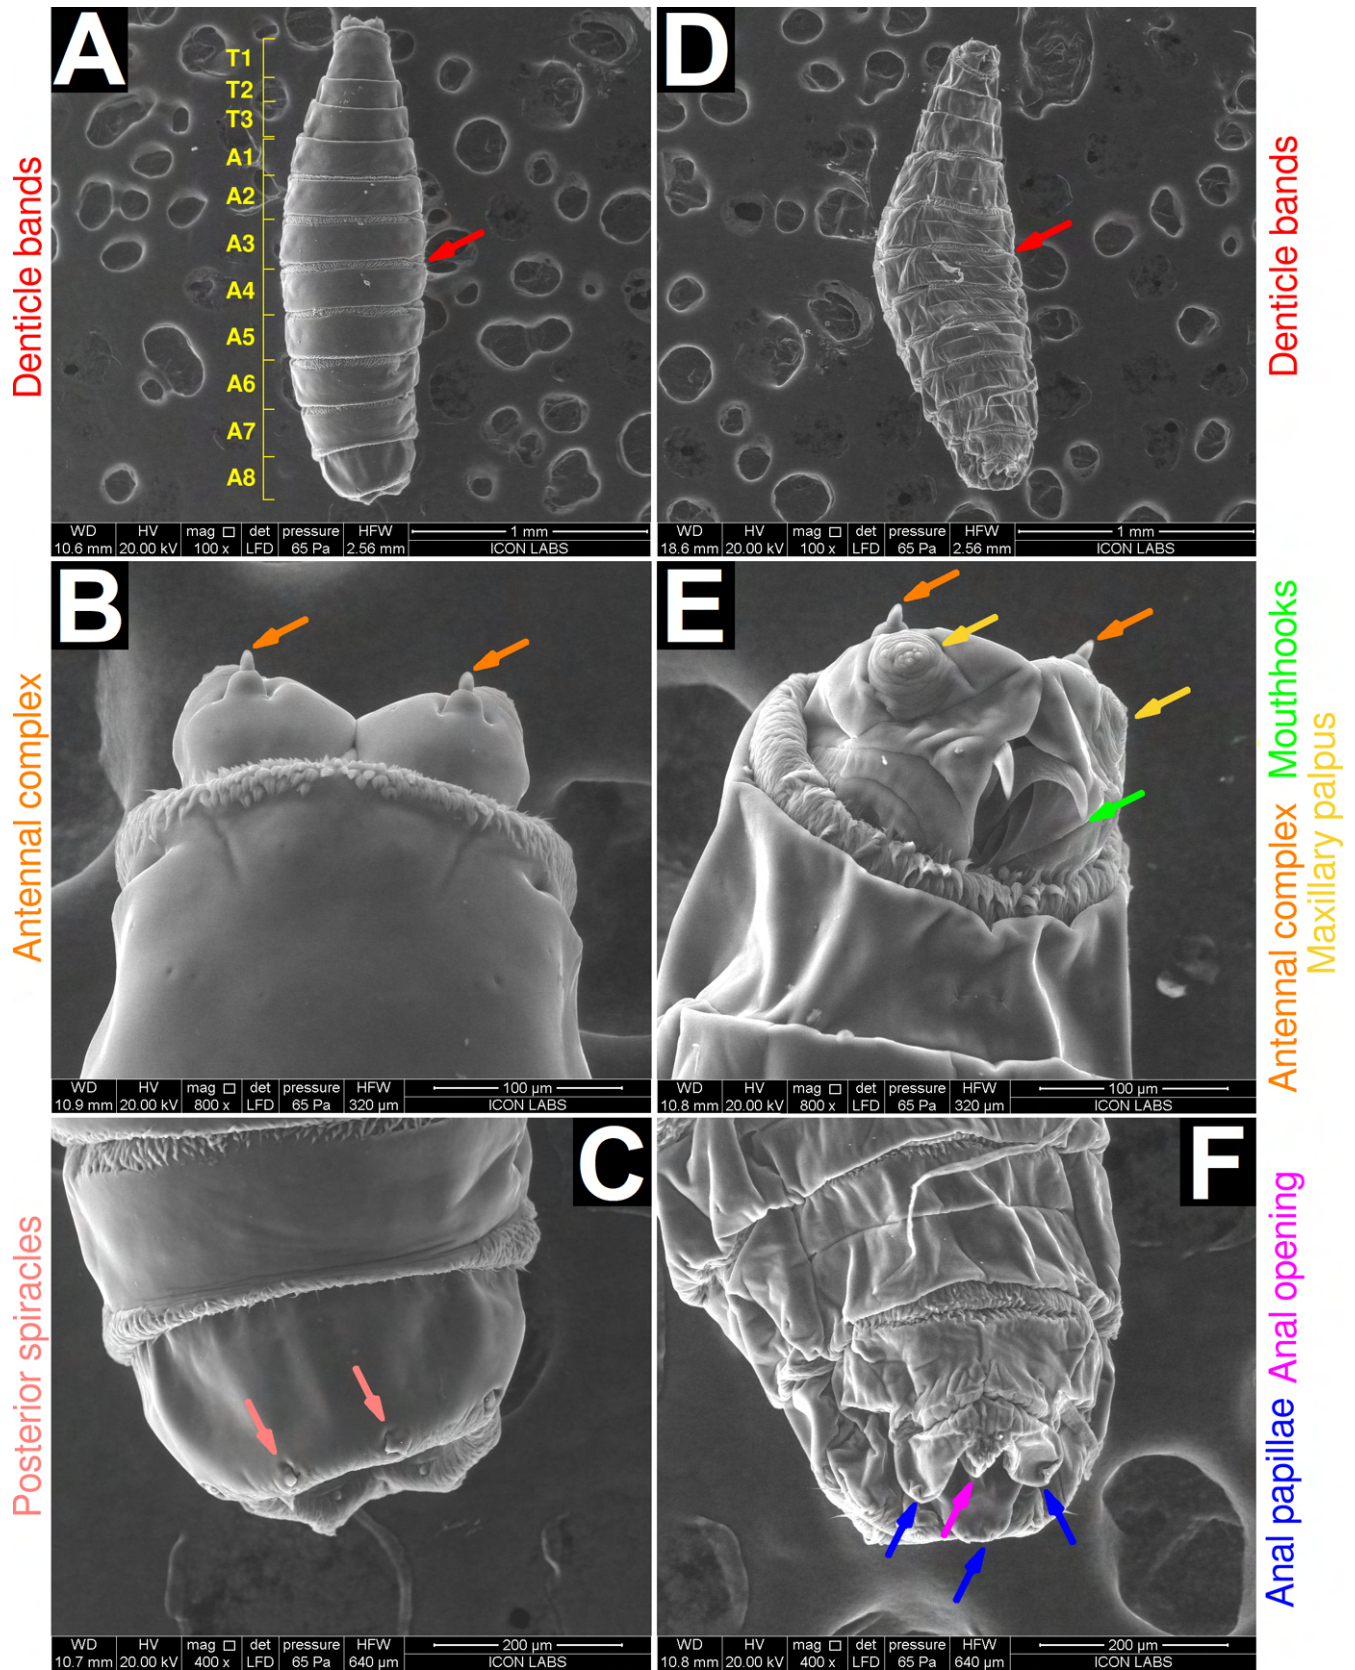 Denticle bands
A
T1
T2
T3
A1
A2
A3
A4
A5
A6
A7
A8
WD HV mag □ det pressure HFW 1 mm
10.6 mm 20.00 kV 100 x LFD 65 Pa 2.56 mm ICON LABS
D
WD HV mag □ det pressure HFW 1 mm
18.6 mm 20.00 kV 100 x LFD 65 Pa 2.56 mm ICON LABS
Denticle bands
Antennal complex
B
WD HV mag □ det pressure HFW 100 µm
10.9 mm 20.00 kV 800 x LFD 65 Pa 320 µm ICON LABS
E
WD HV mag □ det pressure HFW 100 µm
10.8 mm 20.00 kV 800 x LFD 65 Pa 320 µm ICON LABS
Antennal complex Mouthhooks
Maxillary palpus
Posterior spiracles
C
WD HV mag □ det pressure HFW 200 µm
10.7 mm 20.00 kV 400 x LFD 65 Pa 640 µm ICON LABS
F
WD HV mag □ det pressure HFW 200 µm
10.8 mm 20.00 kV 400 x LFD 65 Pa 640 µm ICON LABS
Anal papillae Anal opening